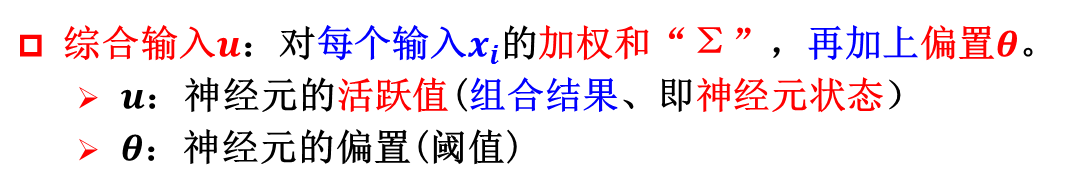 综合输入u：对每个输入xᵢ的加权和“Σ”，再加上偏置θ。
u：神经元的活跃值(组合结果、即神经元状态）
θ：神经元的偏置(阈值)